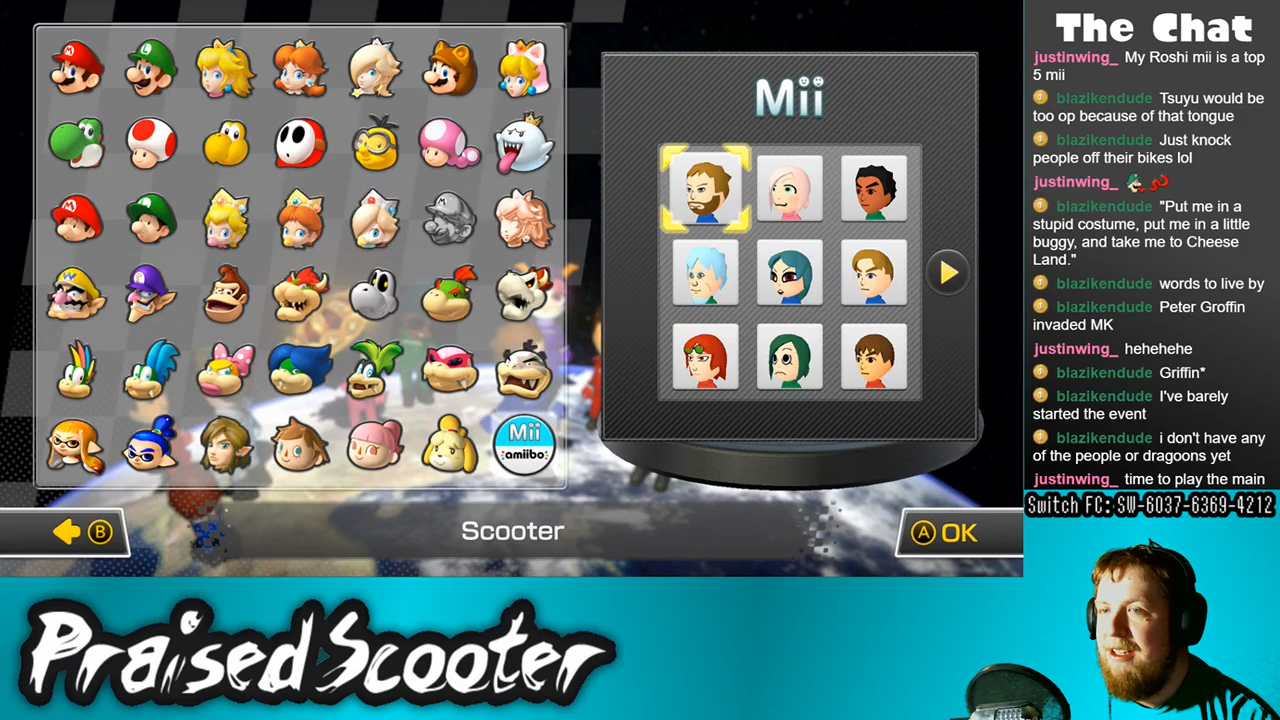 The Chat
justinwing_ My Roshi mii is a top
5 mii
blazikendude Tsuyu would be
too op because of that tongue
blazikendude Just knock
people off their bikes lol
justinwing_
blazikendude "Put me in a
stupid costume, put me in a little
buggy, and take me to Cheese
Land."
blazikendude words to live by
blazikendude Peter Groffin
invaded MK
justinwing_ hehehehe
blazikendude Griffin*
blazikendude I've barely
started the event
blazikendude i don't have any
of the people or dragoons yet
justinwing_ time to play the main
Switch FC: SW-6037-6369-4212
Mii
Mii
amiibo
B
Scooter
A OK
Praised Scooter